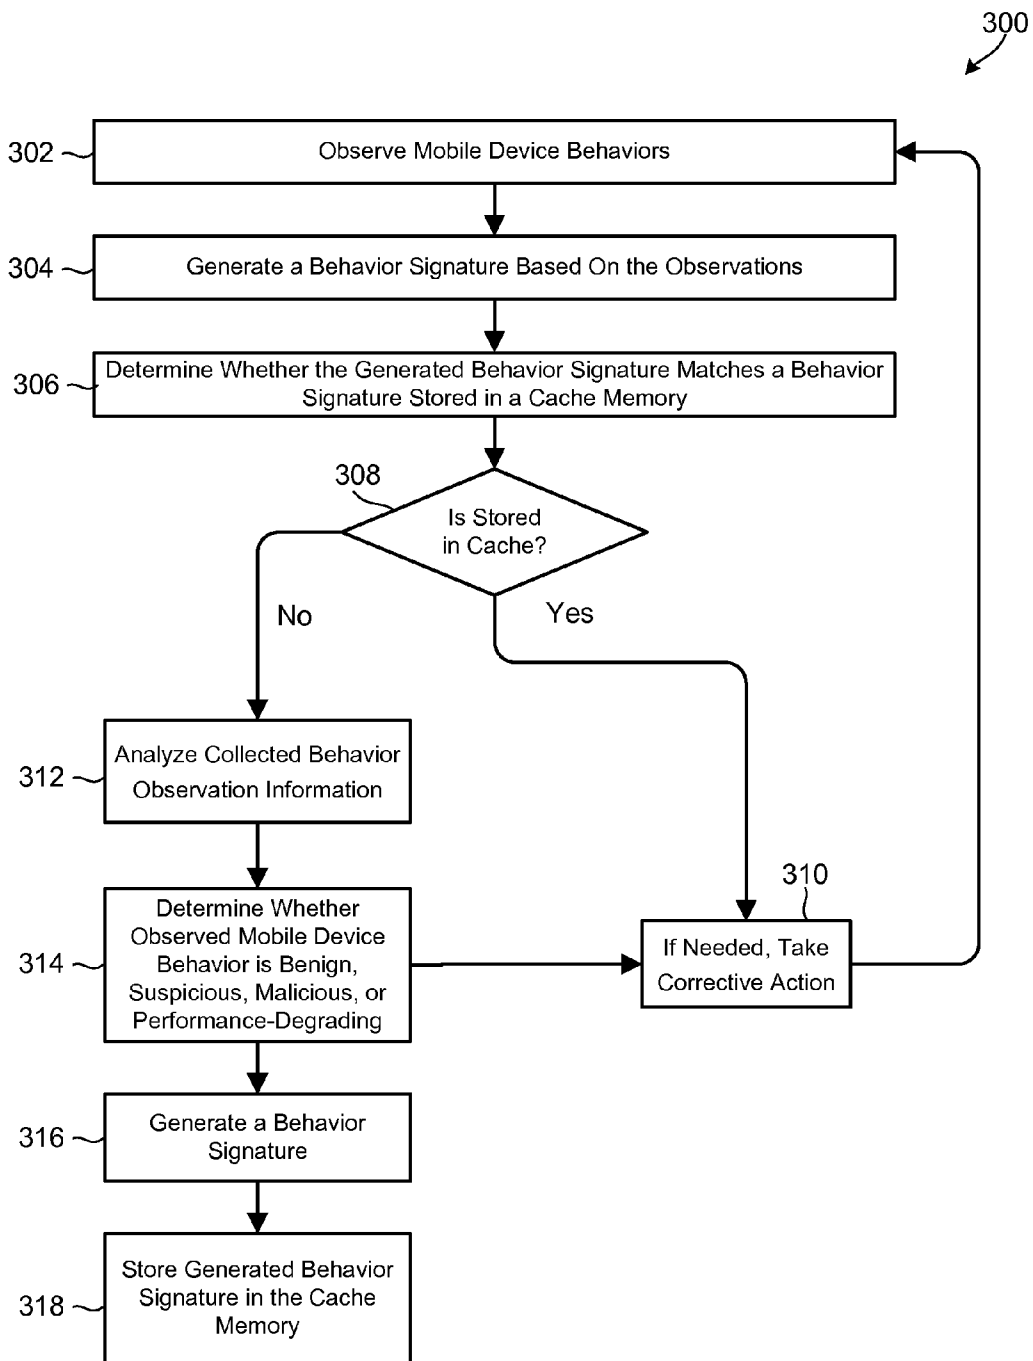 300
302
Observe Mobile Device Behaviors
304
Generate a Behavior Signature Based On the Observations
306
Determine Whether the Generated Behavior Signature Matches a Behavior
Signature Stored in a Cache Memory
308
Is Stored
in Cache?
No
Yes
312
Analyze Collected Behavior
Observation Information
310
If Needed, Take
Corrective Action
314
Determine Whether
Observed Mobile Device
Behavior is Benign,
Suspicious, Malicious, or
Performance-Degrading
316
Generate a Behavior
Signature
318
Store Generated Behavior
Signature in the Cache
Memory